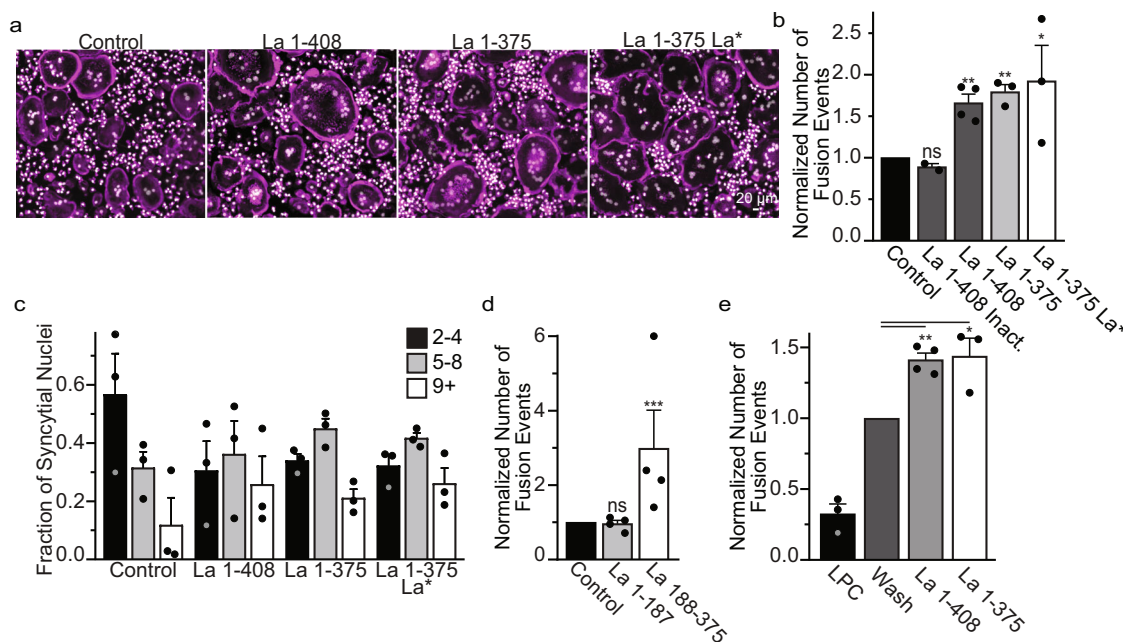 a
Control
La 1-408
La 1-375
La 1-375 La*
20 µm
b
Normalized Number of
Fusion Events
2.5
2.0
1.5
1.0
0.0
ns
**
**
*
Control
La 1-408 Inact.
La 1-408
La 1-375
La 1-375 La*
c
Fraction of Syncytial Nuclei
0.6
0.4
0.2
0.0
2-4
5-8
9+
Control
La 1-408
La 1-375
La 1-375
La*
d
Normalized Number of
Fusion Events
6
4
2
1
0
ns
***
Control
La 1-187
La 188-375
e
Normalized Number of
Fusion Events
1.5
1.0
0.5
0.0
**
*
LPC
Wash
La 1-408
La 1-375